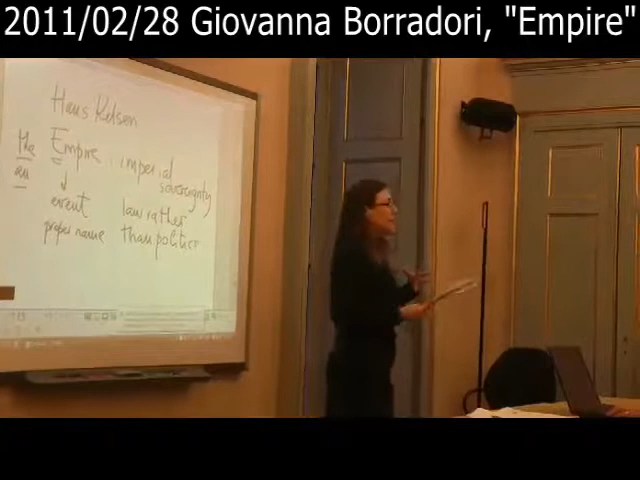 2011/02/28 Giovanna Borradori, "Empire"
Hans Kelsen
the Empire imperial
an sovereignty
event law rather
proper name than politics